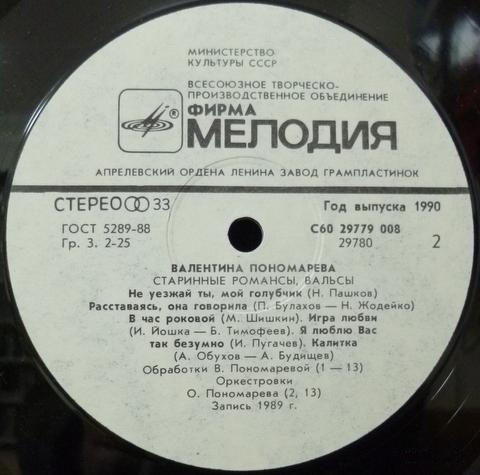 МИНИСТЕРСТВО
КУЛЬТУРЫ СССР
ВСЕСОЮЗНОЕ ТВОРЧЕСКО-
ПРОИЗВОДСТВЕННОЕ ОБЪЕДИНЕНИЕ
®
ФИРМА
МЕЛОДИЯ
АПРЕЛЕВСКИЙ ОРДЕНА ЛЕНИНА ЗАВОД ГРАМПЛАСТИНОК
СТЕРЕО 33
Год выпуска 1990
ГОСТ 5289-88
С60 29779 008
Гр. 3. 2-25
29780
2
ВАЛЕНТИНА ПОНОМАРЕВА
СТАРИННЫЕ РОМАНСЫ, ВАЛЬСЫ
Не уезжай ты, мой голубчик (Н. Пашков)
Расставаясь, она говорила (П. Булахов — Н. Жодейко)
В час роковой (М. Шишкин). Игра любви
(И. Йошка — Б. Тимофеев). Я люблю Вас
так безумно (И. Пугачев). Калитка
(А. Обухов — А. Будищев)
Обработки В. Пономаревой (1 — 13)
Оркестровки
О. Пономарева (2, 13)
Запись 1989 г.